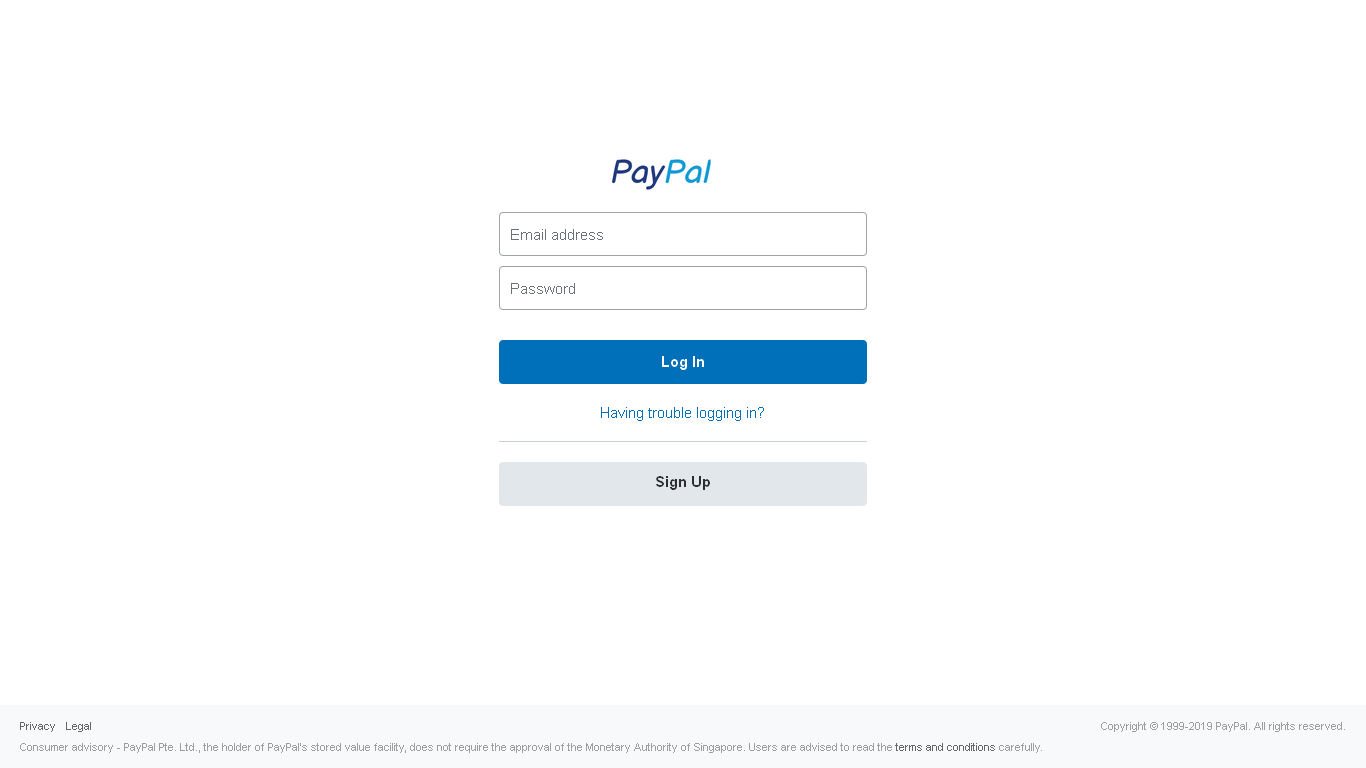 PayPal
Email address
Password
Log In
Having trouble logging in?
Sign Up
Privacy Legal
Copyright © 1999-2019 PayPal. All rights reserved.
Consumer advisory - PayPal Pte. Ltd., the holder of PayPal's stored value facility, does not require the approval of the Monetary Authority of Singapore. Users are advised to read the terms and conditions carefully.